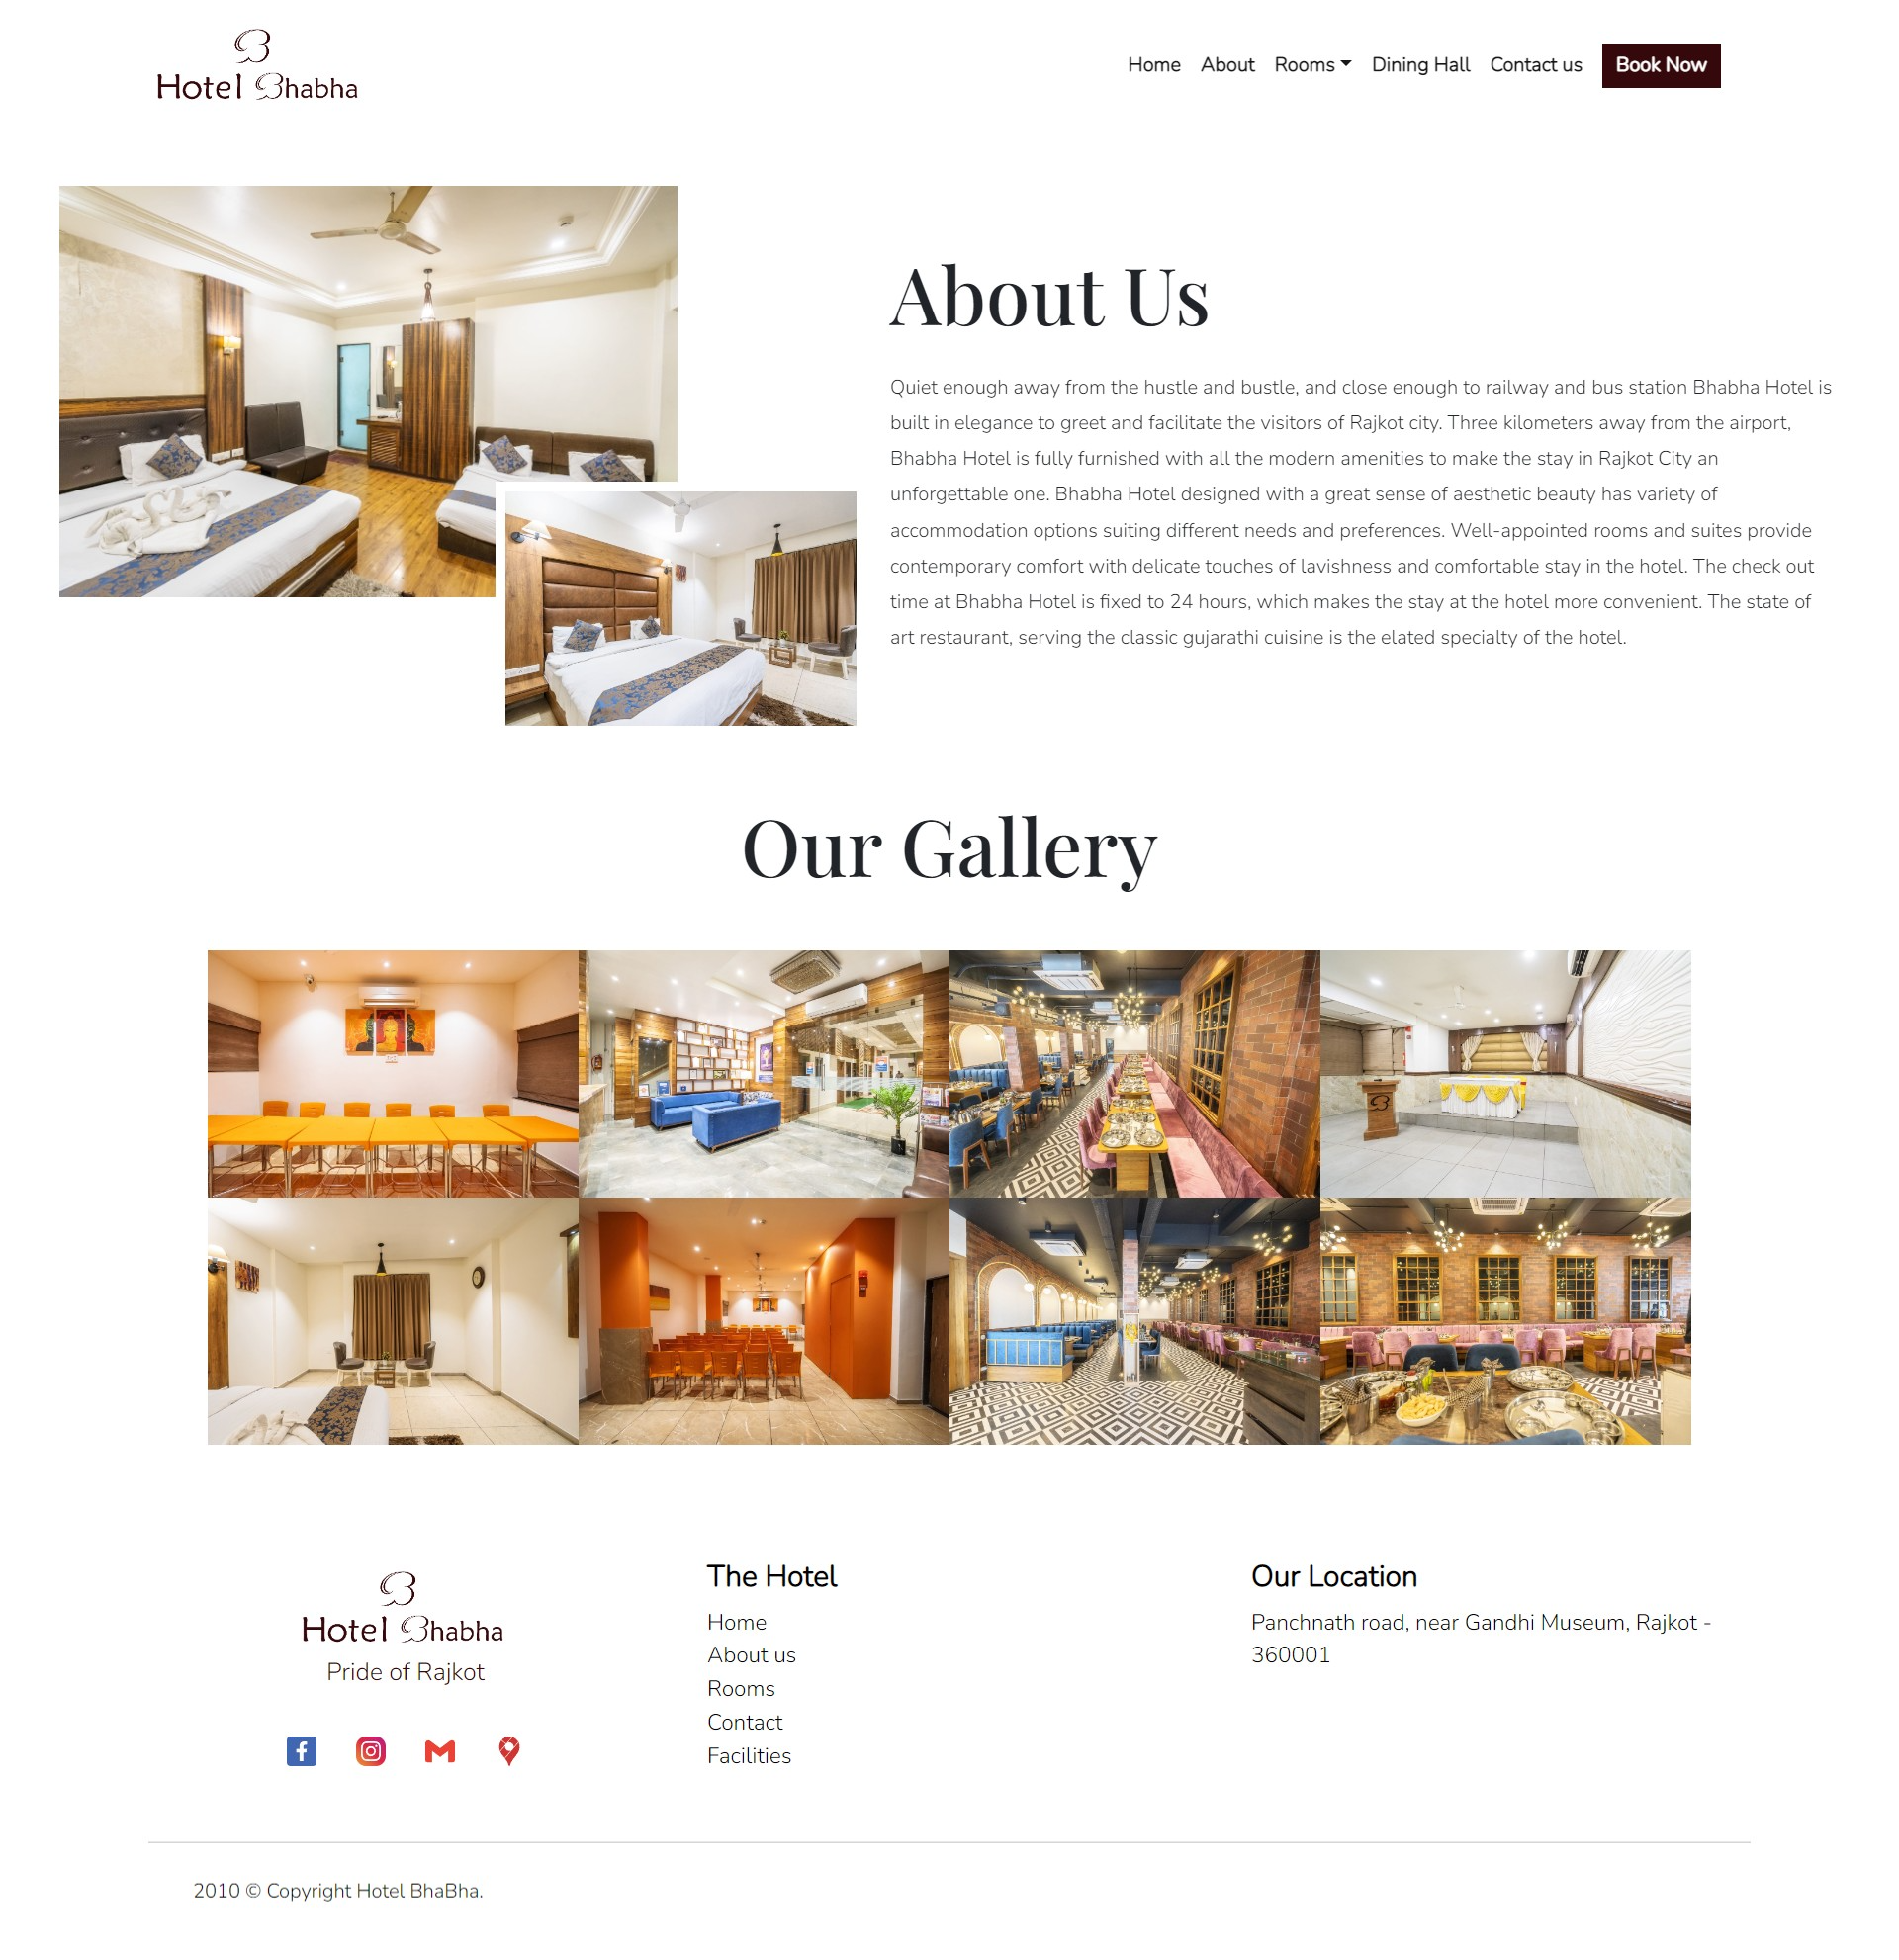 Hotel Bhabha
Home About Rooms Dining Hall Contact us Book Now
About Us
Quiet enough away from the hustle and bustle, and close enough to railway and bus station Bhabha Hotel is
built in elegance to greet and facilitate the visitors of Rajkot city. Three kilometers away from the airport,
Bhabha Hotel is fully furnished with all the modern amenities to make the stay in Rajkot City an
unforgettable one. Bhabha Hotel designed with a great sense of aesthetic beauty has variety of
accommodation options suiting different needs and preferences. Well-appointed rooms and suites provide
contemporary comfort with delicate touches of lavishness and comfortable stay in the hotel. The check out
time at Bhabha Hotel is fixed to 24 hours, which makes the stay at the hotel more convenient. The state of
art restaurant, serving the classic gujarathi cuisine is the elated specialty of the hotel.
Our Gallery
Hotel Bhabha
Pride of Rajkot
The Hotel
Home
About us
Rooms
Contact
Facilities
Our Location
Panchnath road, near Gandhi Museum, Rajkot -
360001
2010 © Copyright Hotel BhaBha.